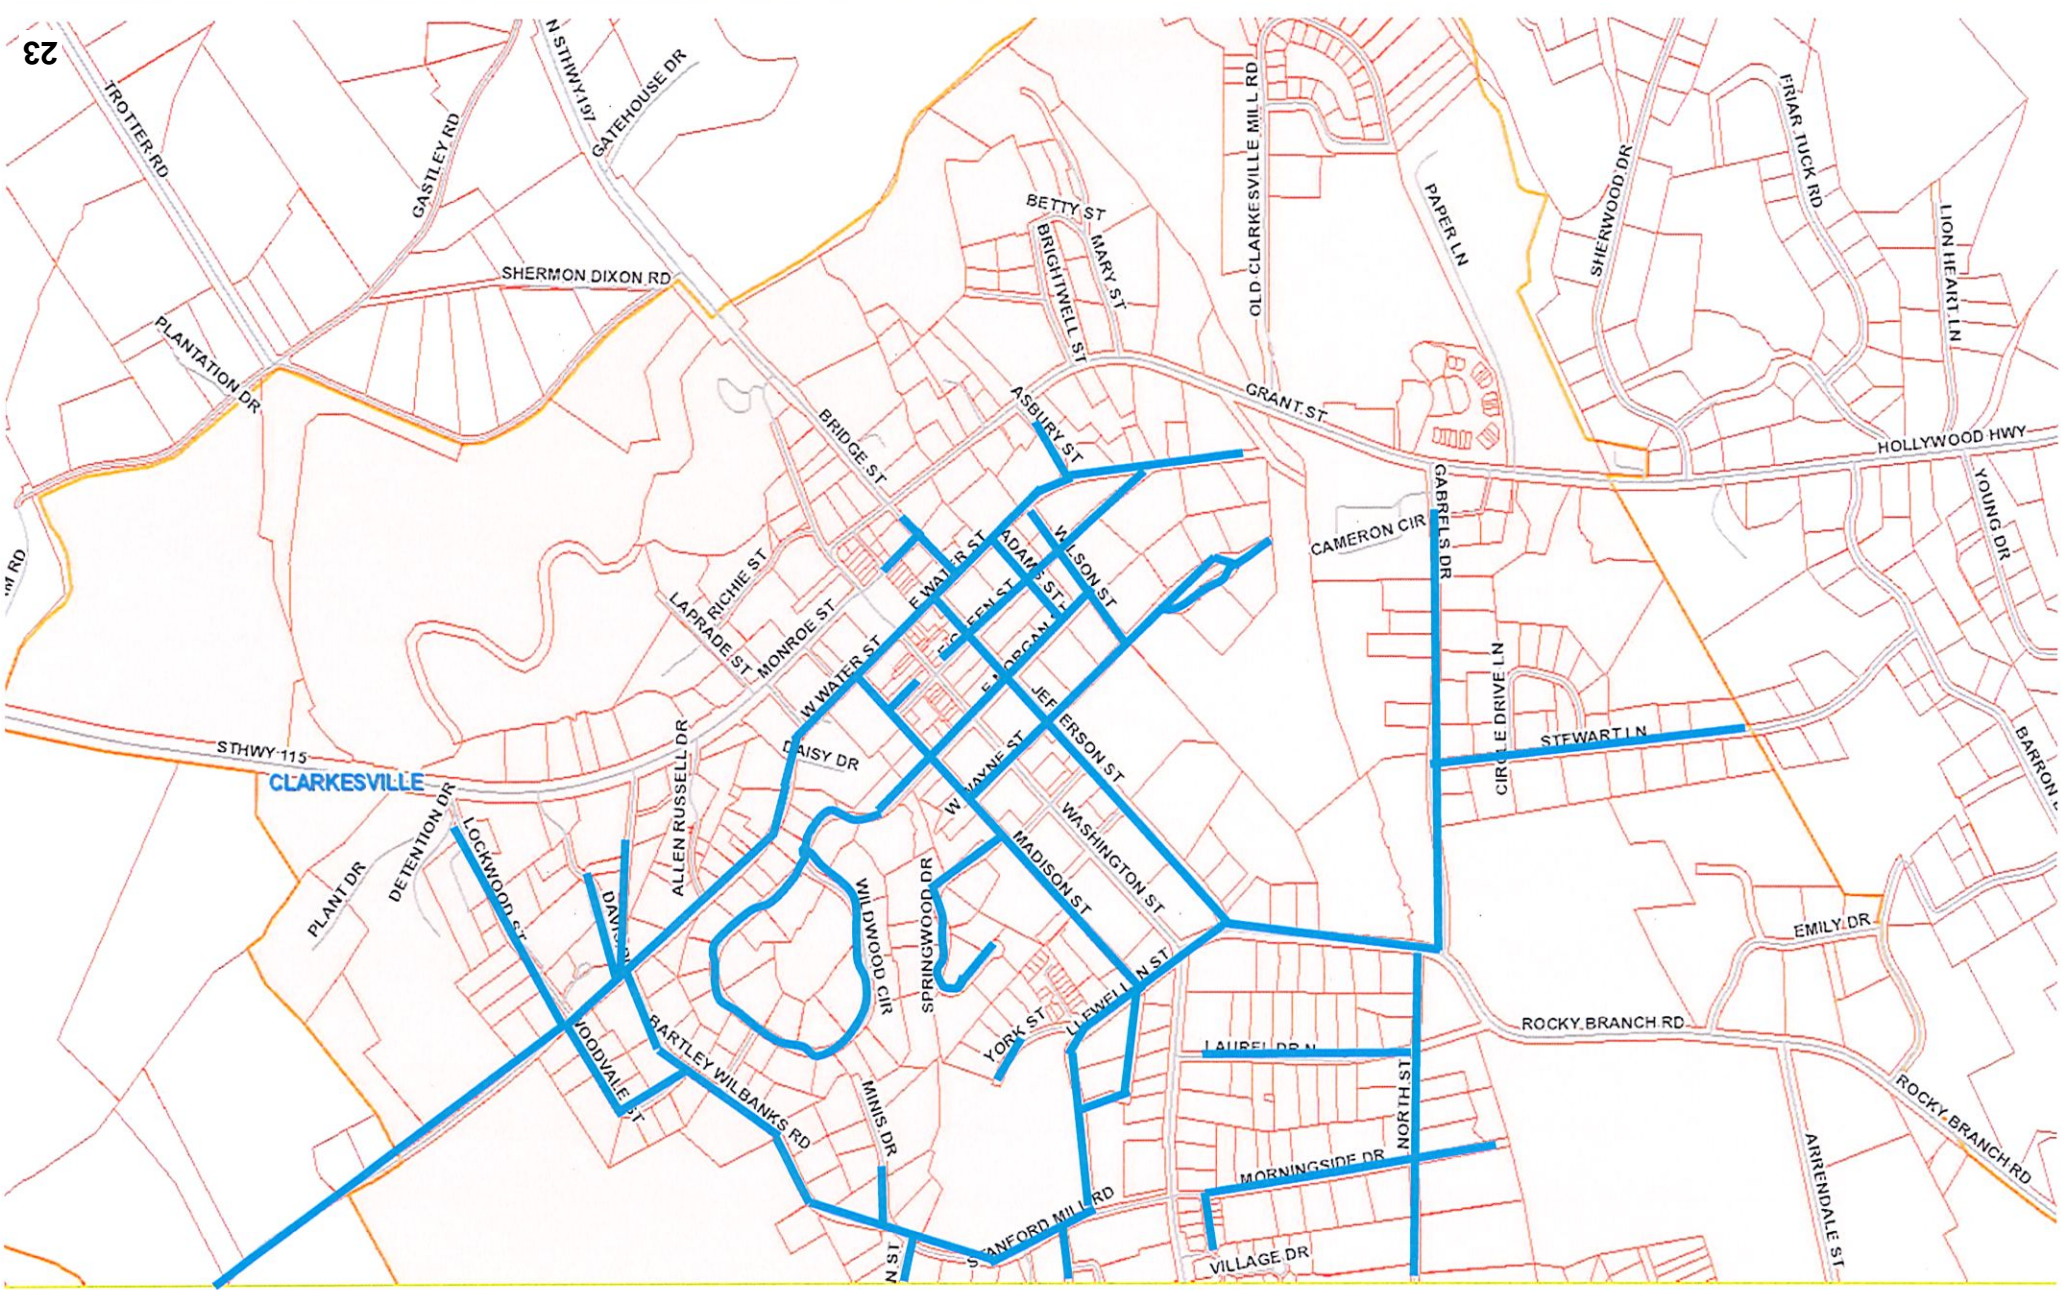 23
TROTTER RD
GASTLEY RD
N STHWY 197
GATEHOUSE DR
SHERMON DIXON RD
PLANTATION DR
BETTY ST
BRIGHTWELL ST
MARY ST
OLD CLARKESVILLE MILL RD
PAPER LN
SHERWOOD DR
FRIAR TUCK RD
LION HEART LN
GRANT ST
HOLLYWOOD HWY
YOUNG DR
ASBURY ST
BRIDGE ST
GABRELS DR
CAMERON CIR
M RD
RICHIE ST
LAPRADE ST
MONROE ST
E WATER ST
ADAMS ST
WILSON ST
W WATER ST
JEFFERSON ST
CIRCLE DRIVE LN
STEWART LN
BARRON
STHWY 115
CLARKESVILLE
DAISY DR
ALLEN RUSSELL DR
W WAYNE ST
WASHINGTON ST
MADISON ST
DETENTION DR
PLANT DR
LOCKWOOD ST
WILDWOOD CIR
SPRINGWOOD DR
EMILY DR
YORK ST
LLEWELLYN ST
ROCKY BRANCH RD
LAUREL DR N
WOODVALE ST
BARTLEY WILBANKS RD
MINIS DR
NORTH ST
MORNINGSIDE DR
ROCKY BRANCH RD
ARRENDALE ST
STANFORD MILL RD
N ST
VILLAGE DR